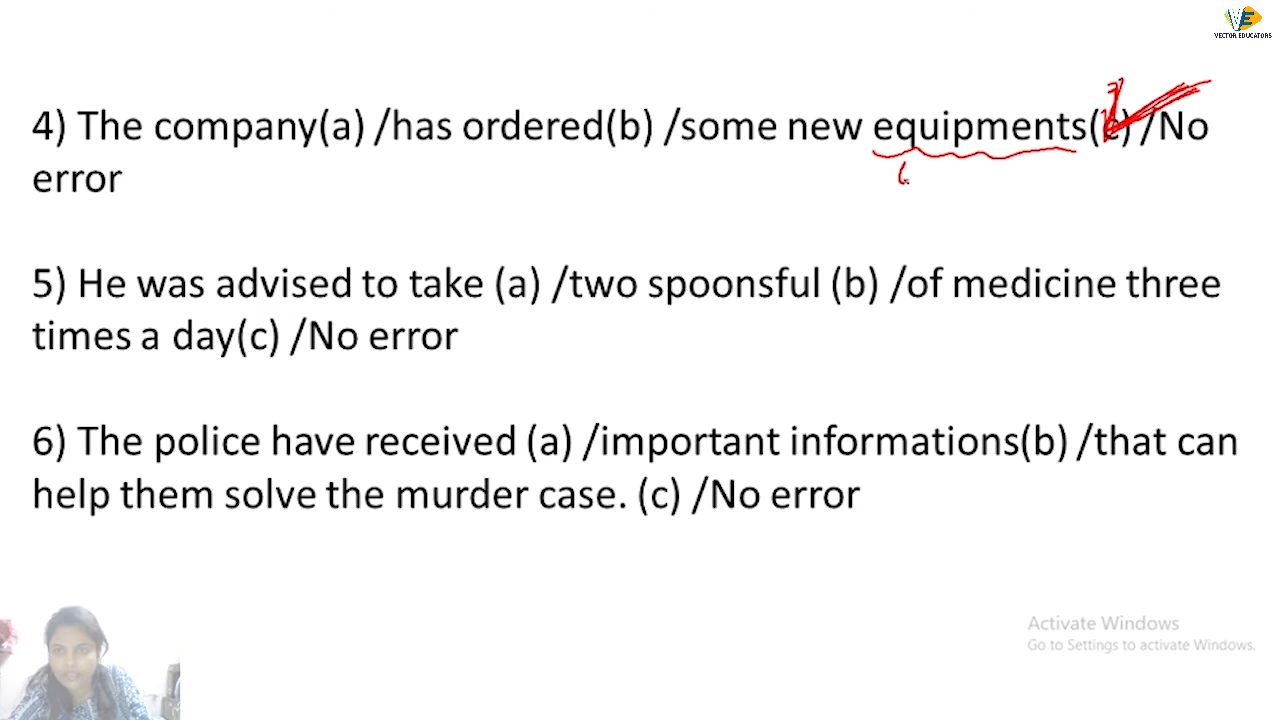 VE
VECTOR EDUCATORS
4) The company(a) /has ordered(b) /some new equipments(c) /No
error
5) He was advised to take (a) /two spoonsful (b) /of medicine three
times a day(c) /No error
6) The police have received (a) /important informations(b) /that can
help them solve the murder case. (c) /No error
Activate Windows
Go to Settings to activate Windows.